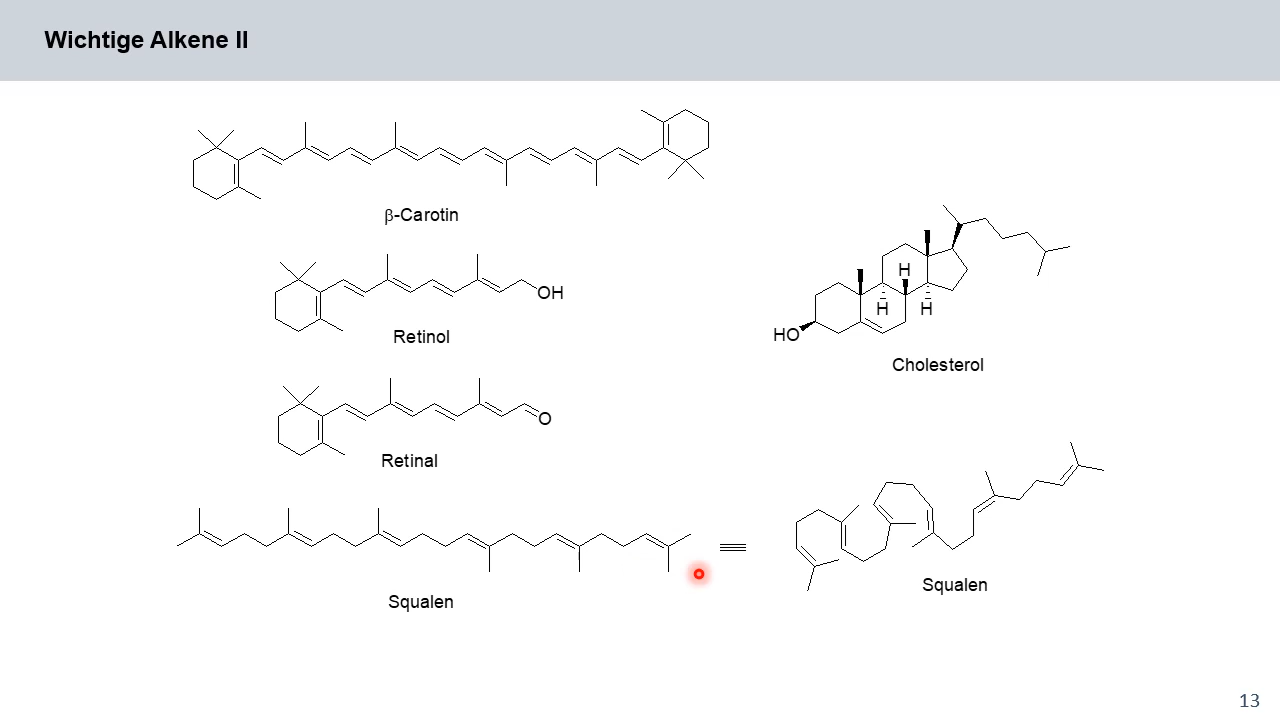 Wichtige Alkene II
β-Carotin
OH
Retinol
H
H
H
HO
Cholesterol
O
Retinal
Squalen
Squalen
13